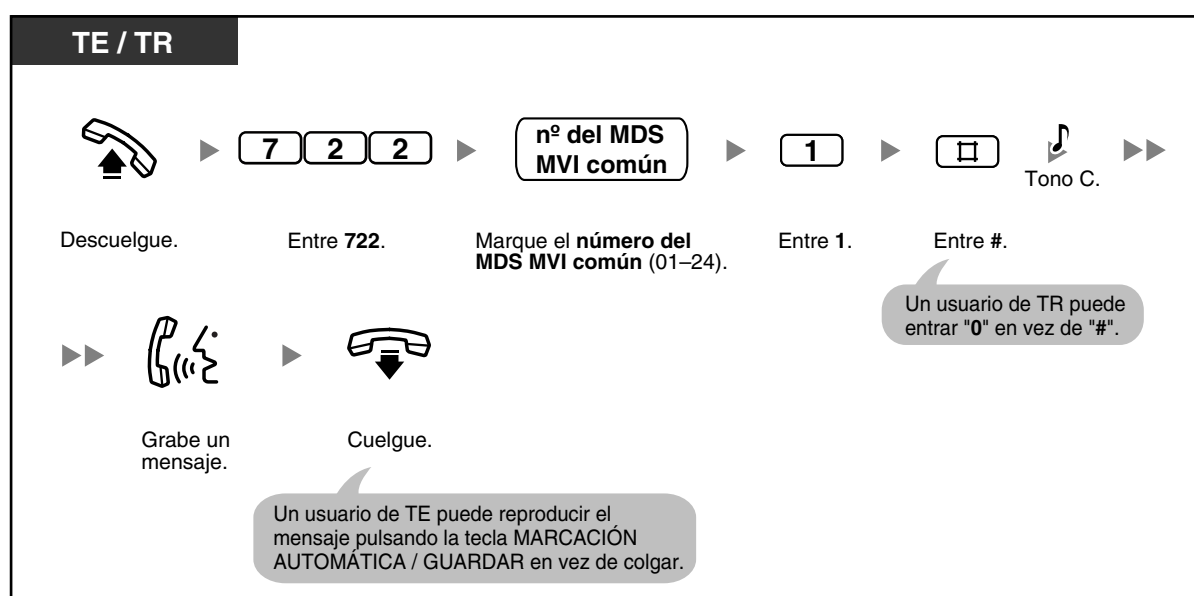 TE / TR
7 2 2
nº del MDS
MVI común
1
#
Tono C.
Descuelgue.
Entre 722.
Marque el número del
MDS MVI común (01–24).
Entre 1.
Entre #.
Un usuario de TR puede
entrar "0" en vez de "#".
Grabe un
mensaje.
Cuelgue.
Un usuario de TE puede reproducir el
mensaje pulsando la tecla MARCACIÓN
AUTOMÁTICA / GUARDAR en vez de colgar.